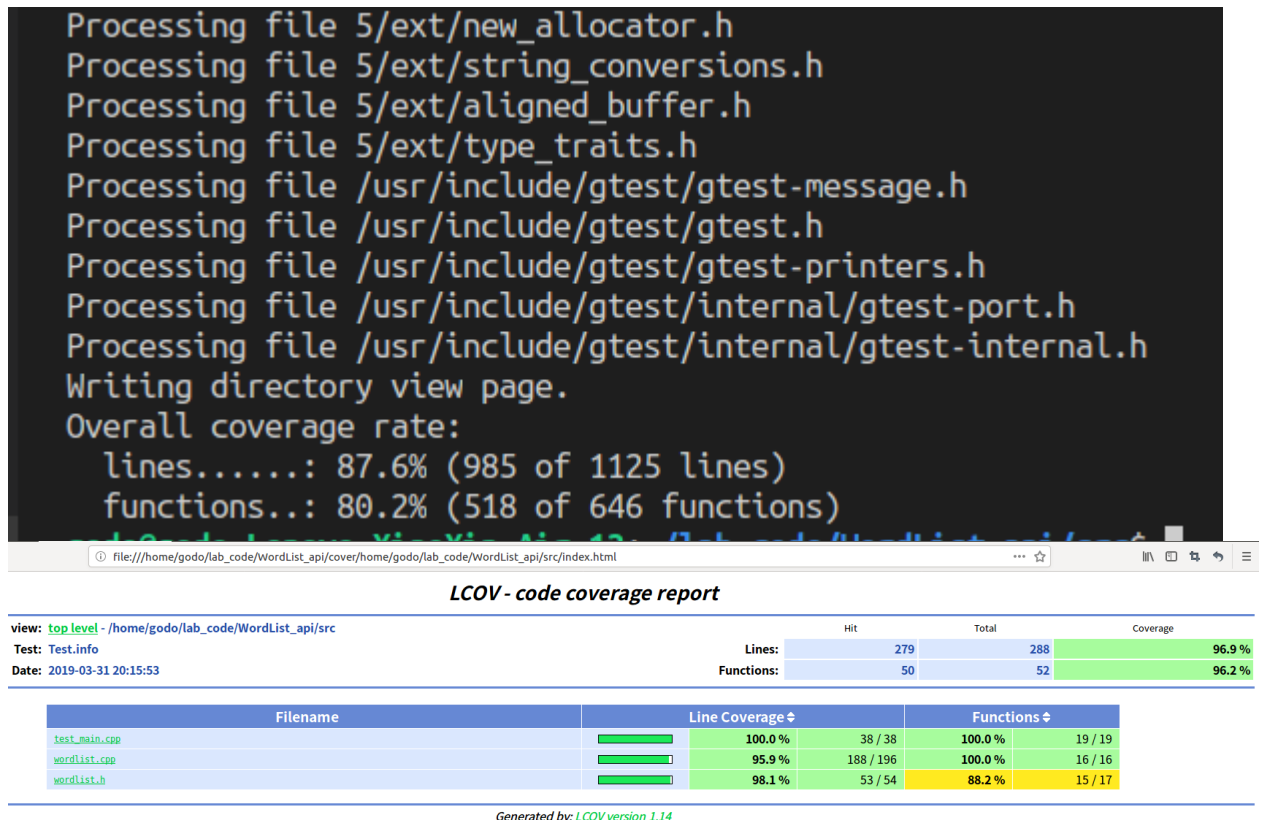 Processing file 5/ext/new_allocator.h
Processing file 5/ext/string_conversions.h
Processing file 5/ext/aligned_buffer.h
Processing file 5/ext/type_traits.h
Processing file /usr/include/gtest/gtest-message.h
Processing file /usr/include/gtest/gtest.h
Processing file /usr/include/gtest/gtest-printers.h
Processing file /usr/include/gtest/internal/gtest-port.h
Processing file /usr/include/gtest/internal/gtest-internal.h
Writing directory view page.
Overall coverage rate:
lines......: 87.6% (985 of 1125 lines)
functions..: 80.2% (518 of 646 functions)
file:///home/godo/lab_code/WordList_api/cover/home/godo/lab_code/WordList_api/src/index.html
LCOV - code coverage report
view: top level - /home/godo/lab_code/WordList_api/src Hit Total Coverage
Test: Test.info Lines: 279 288 96.9 %
Date: 2019-03-31 20:15:53 Functions: 50 52 96.2 %
Filename Line Coverage Functions
test_main.cpp 100.0 % 38 / 38 100.0 % 19 / 19
wordlist.cpp 95.9 % 188 / 196 100.0 % 16 / 16
wordlist.h 98.1 % 53 / 54 88.2 % 15 / 17
Generated by: LCOV version 1.14